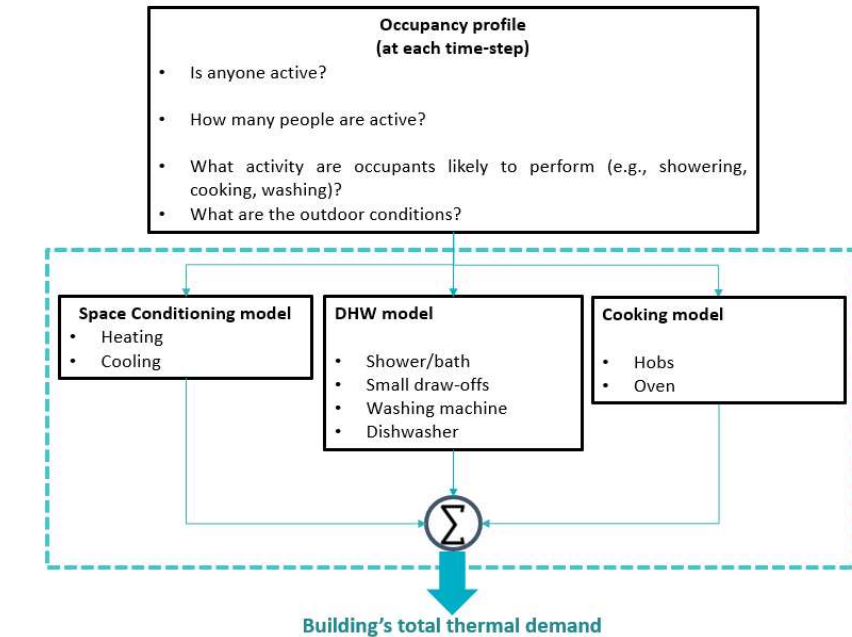 Occupancy profile
(at each time-step)
• Is anyone active?
• How many people are active?
• What activity are occupants likely to perform (e.g., showering,
cooking, washing)?
• What are the outdoor conditions?
Space Conditioning model
• Heating
• Cooling
DHW model
• Shower/bath
• Small draw-offs
• Washing machine
• Dishwasher
Cooking model
• Hobs
• Oven
∑
Building's total thermal demand